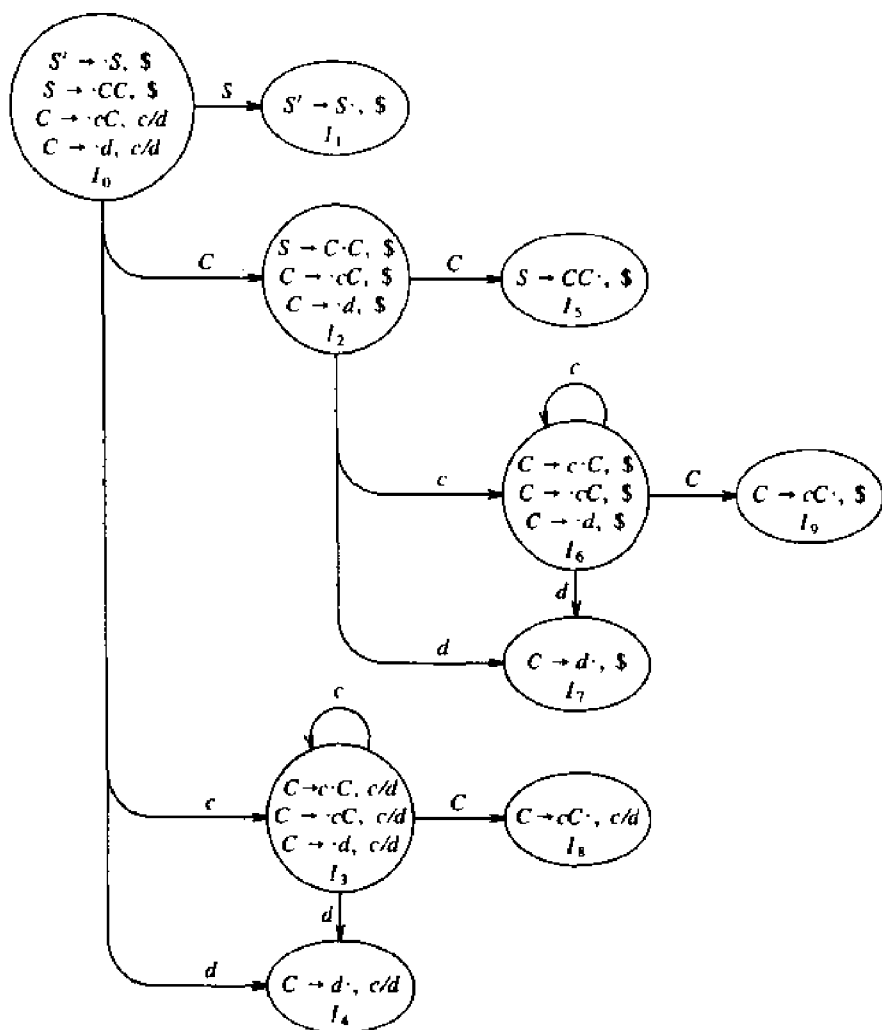 S' → ·S, $
S → ·CC, $
C → ·cC, c/d
C → ·d, c/d
I₀
S
S' → S·, $
I₁
C
S → C·C, $
C → ·cC, $
C → ·d, $
I₂
C
S → CC·, $
I₅
c
c
C → c·C, $
C → ·cC, $
C → ·d, $
I₆
C
C → cC·, $
I₉
d
d
C → d·, $
I₇
c
c
C → c·C, c/d
C → ·cC, c/d
C → ·d, c/d
I₃
C
C → cC·, c/d
I₈
d
d
C → d·, c/d
I₄